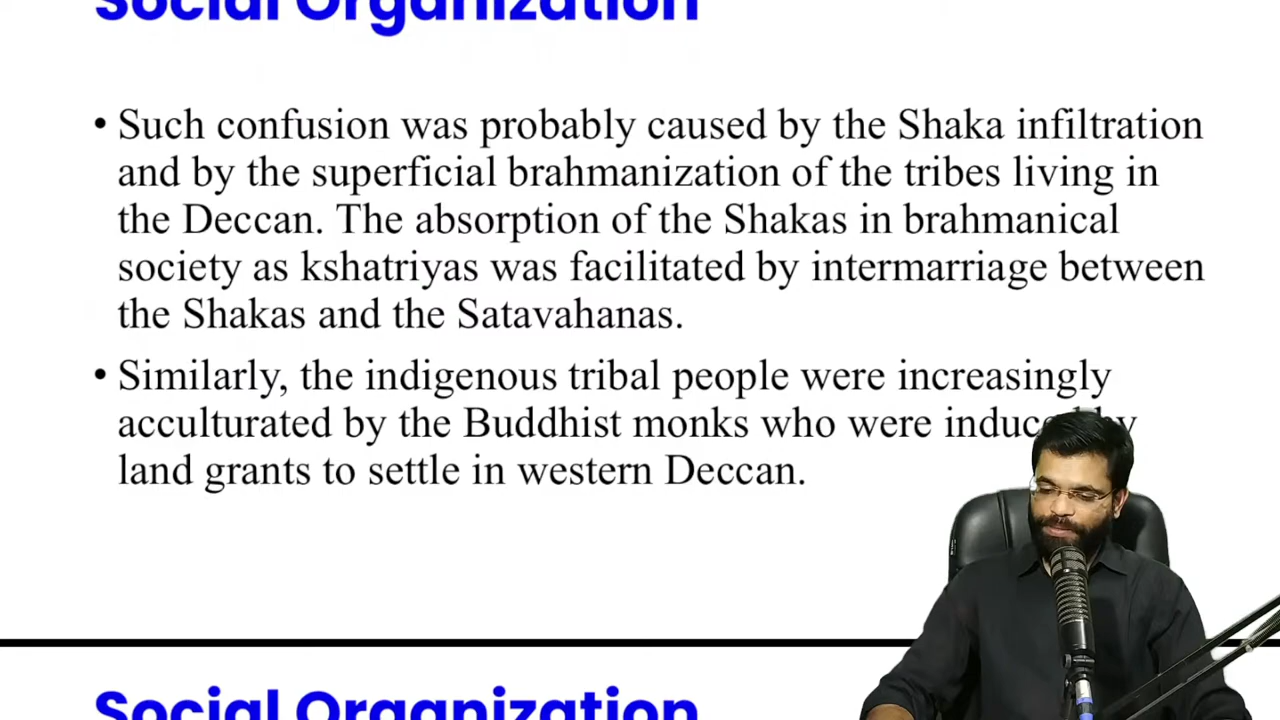 Social Organization
• Such confusion was probably caused by the Shaka infiltration
and by the superficial brahmanization of the tribes living in
the Deccan. The absorption of the Shakas in brahmanical
society as kshatriyas was facilitated by intermarriage between
the Shakas and the Satavahanas.
• Similarly, the indigenous tribal people were increasingly
acculturated by the Buddhist monks who were induced by
land grants to settle in western Deccan.
Social Organization